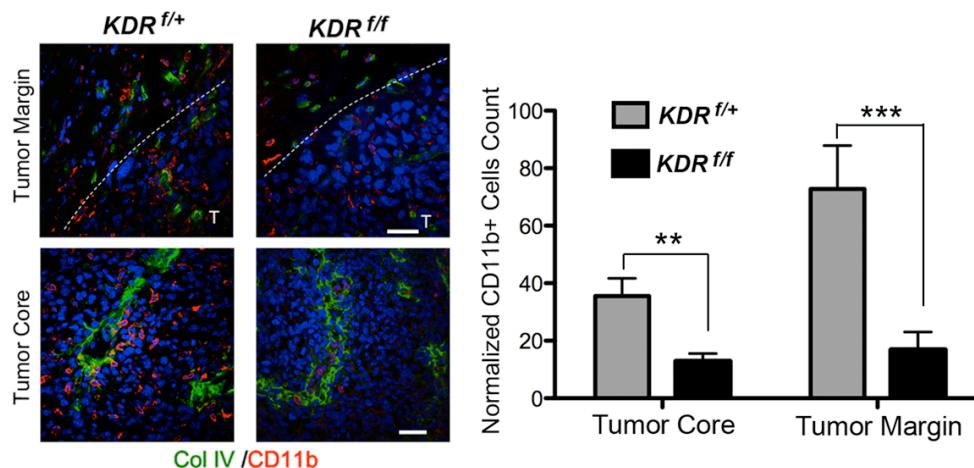 KDR f/+
KDR f/f
Tumor Margin
T
T
Tumor Core
Col IV /CD11b
Normalized CD11b+ Cells Count
100
80
60
40
20
0
KDR f/+
KDR f/f
**
***
Tumor Core
Tumor Margin